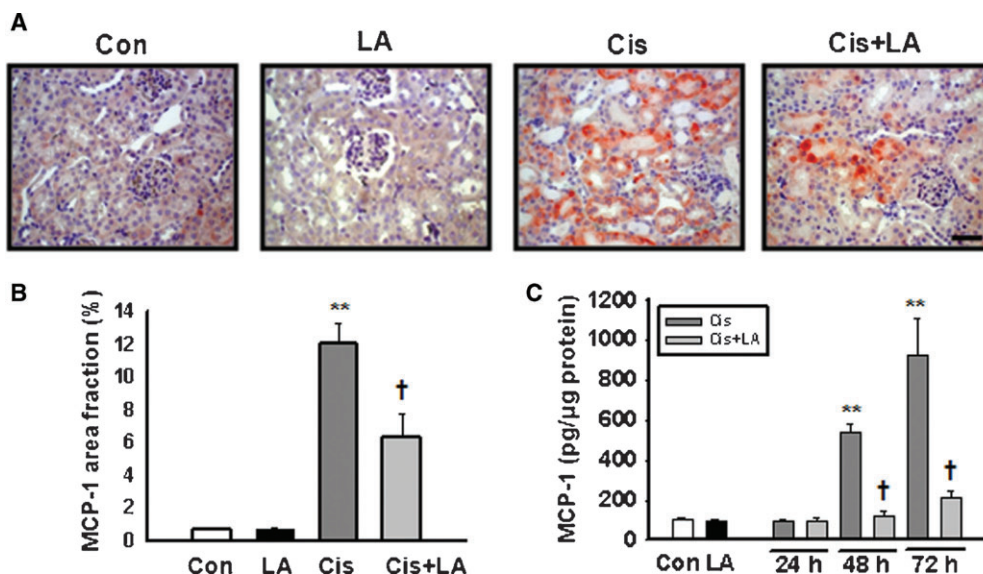 A
Con LA Cis Cis+LA
B
MCP-1 area fraction (%)
14
12
10
8
6
4
2
0
**
†
Con LA Cis Cis+LA
C
MCP-1 (pg/µg protein)
1200
1000
800
600
400
200
0
Cis
Cis+LA
**
**
†
†
Con LA 24 h 48 h 72 h